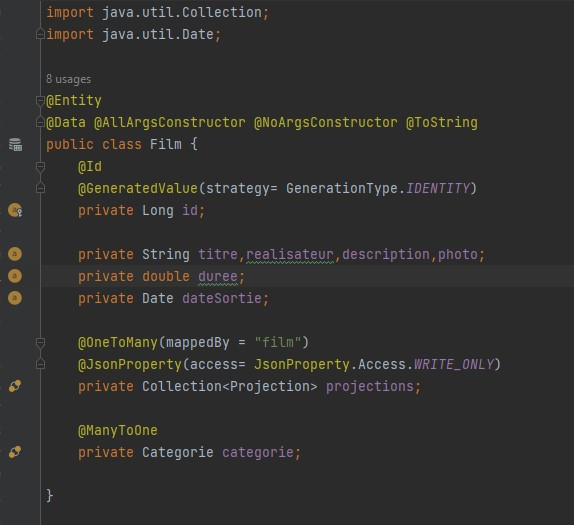 import java.util.Collection;
import java.util.Date;
8 usages
@Entity
@Data @AllArgsConstructor @NoArgsConstructor @ToString
public class Film {
@Id
@GeneratedValue(strategy= GenerationType.IDENTITY)
private Long id;
private String titre,realisateur,description,photo;
private double duree;
private Date dateSortie;
@OneToMany(mappedBy = "film")
@JsonProperty(access= JsonProperty.Access.WRITE_ONLY)
private Collection<Projection> projections;
@ManyToOne
private Categorie categorie;
}